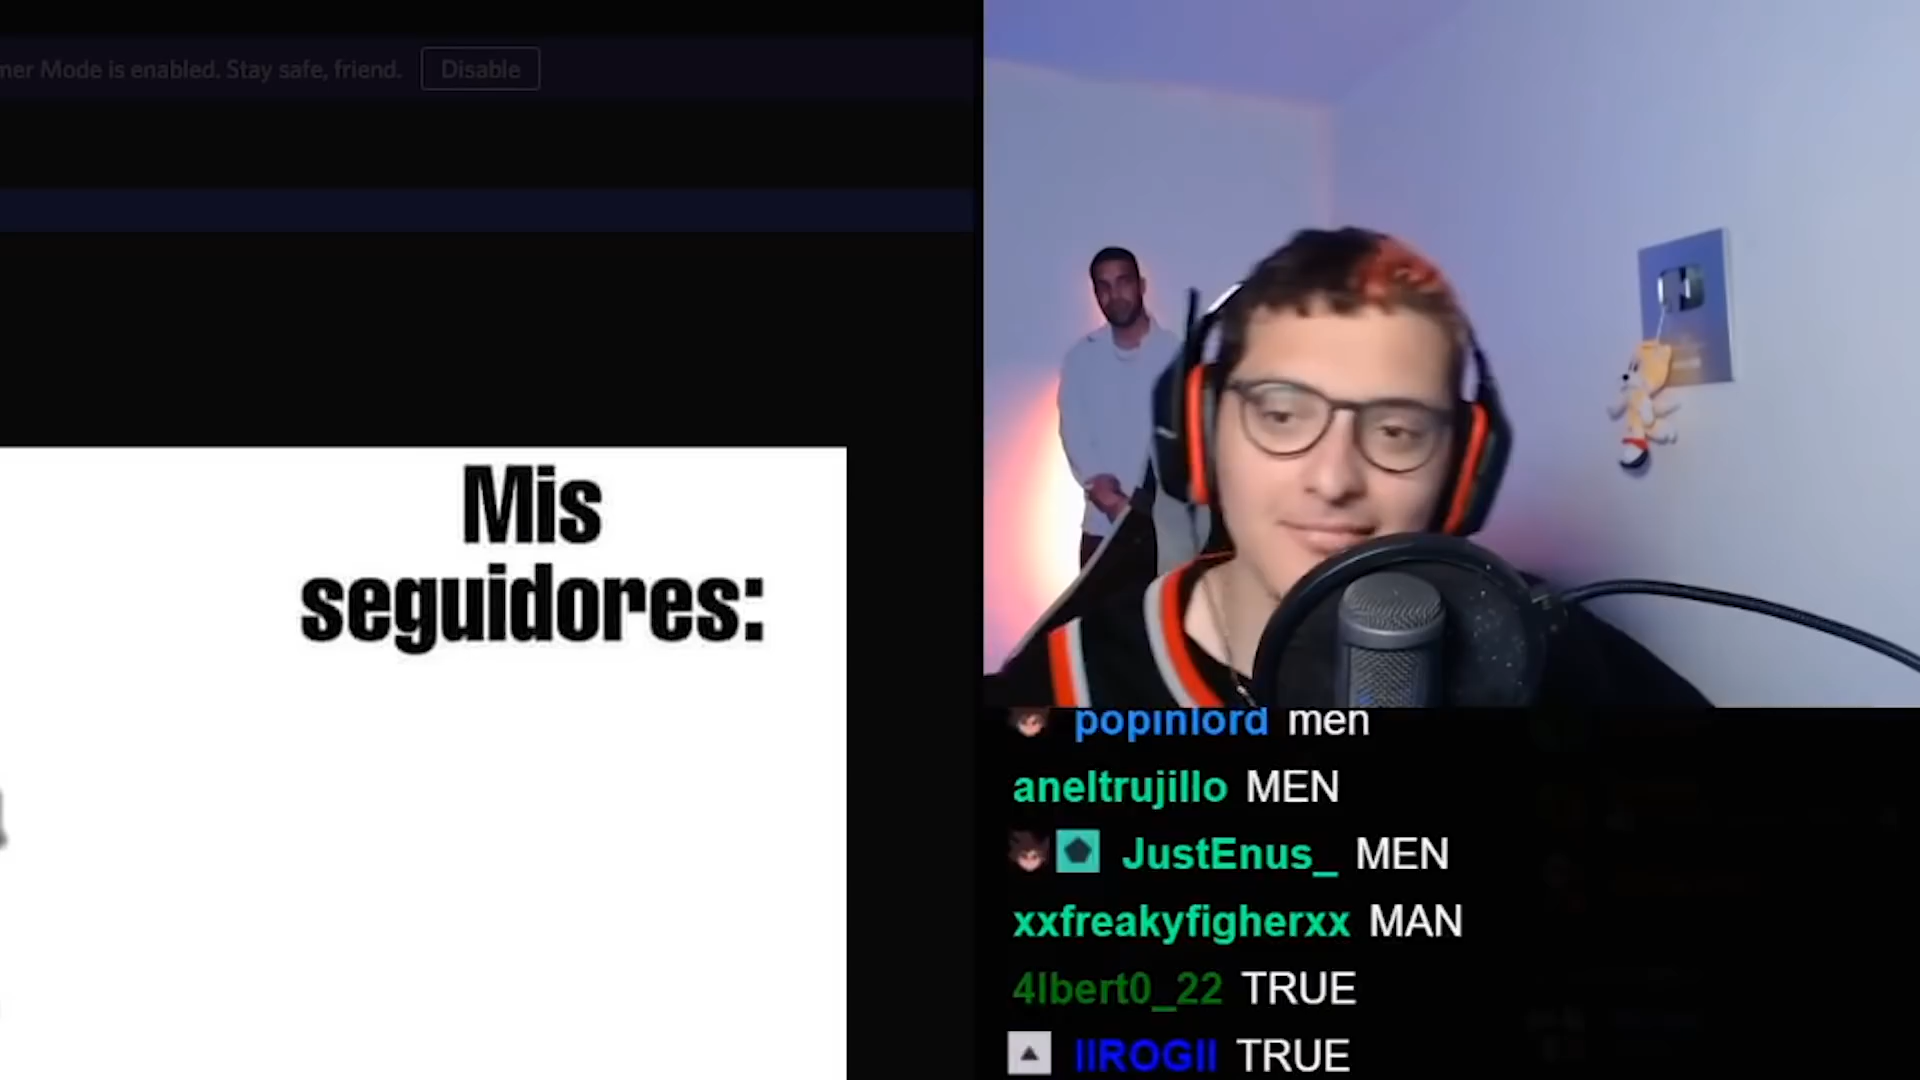 mer Mode is enabled. Stay safe, friend. Disable
Mis
seguidores:
popinlord men
aneltrujillo MEN
JustEnus_ MEN
xxfreakyfigherxx MAN
4lbert0_22 TRUE
IIROGII TRUE